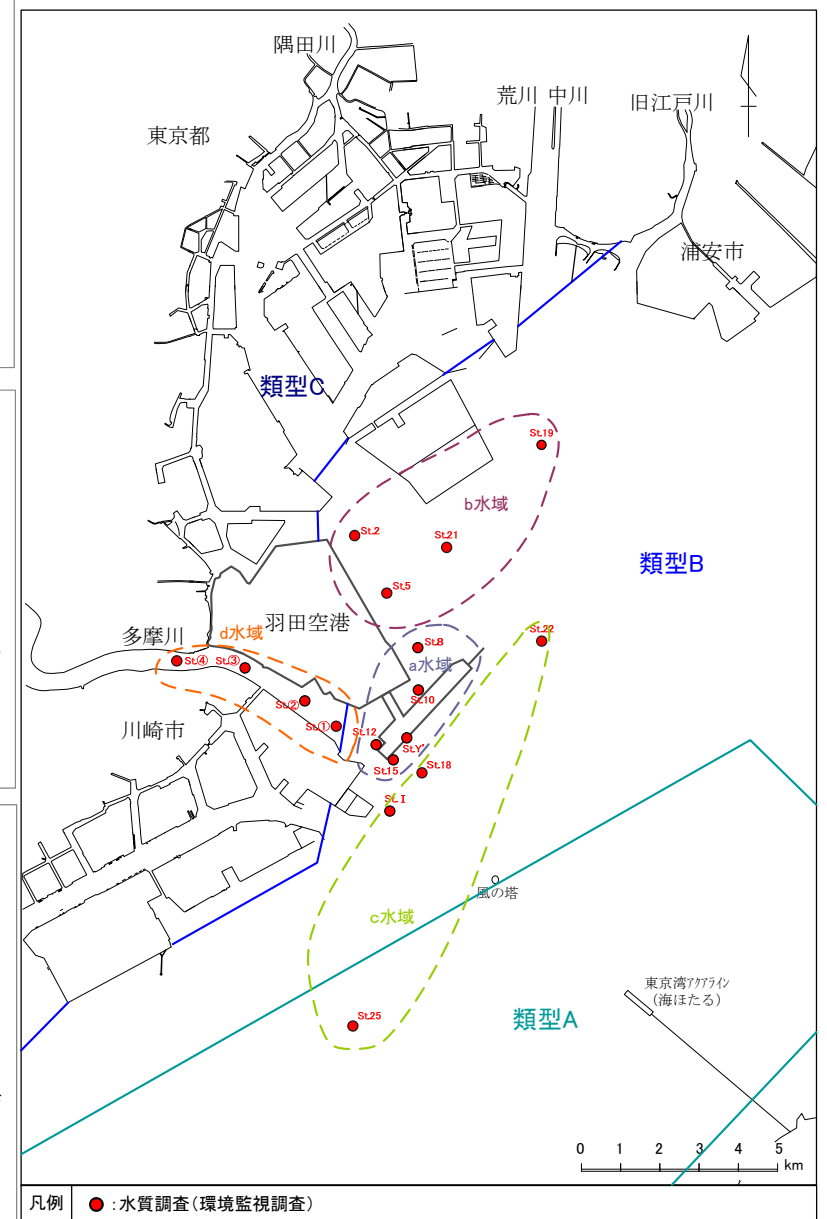 隅田川
荒川 中川
旧江戸川
東京都
浦安市
類型C
St.19
b水域
St.2
St.21
St.5
類型B
羽田空港
多摩川
d水域
St.22
St.8
a水域
St.④
St.③
St.10
St.②
川崎市
St.①
St.12
St.Y'
St.15
St.18
St.I
風の塔
c水域
東京湾アクアライン
(海ほたる)
類型A
St.25
0 1 2 3 4 5
km
凡例
:水質調査(環境監視調査)